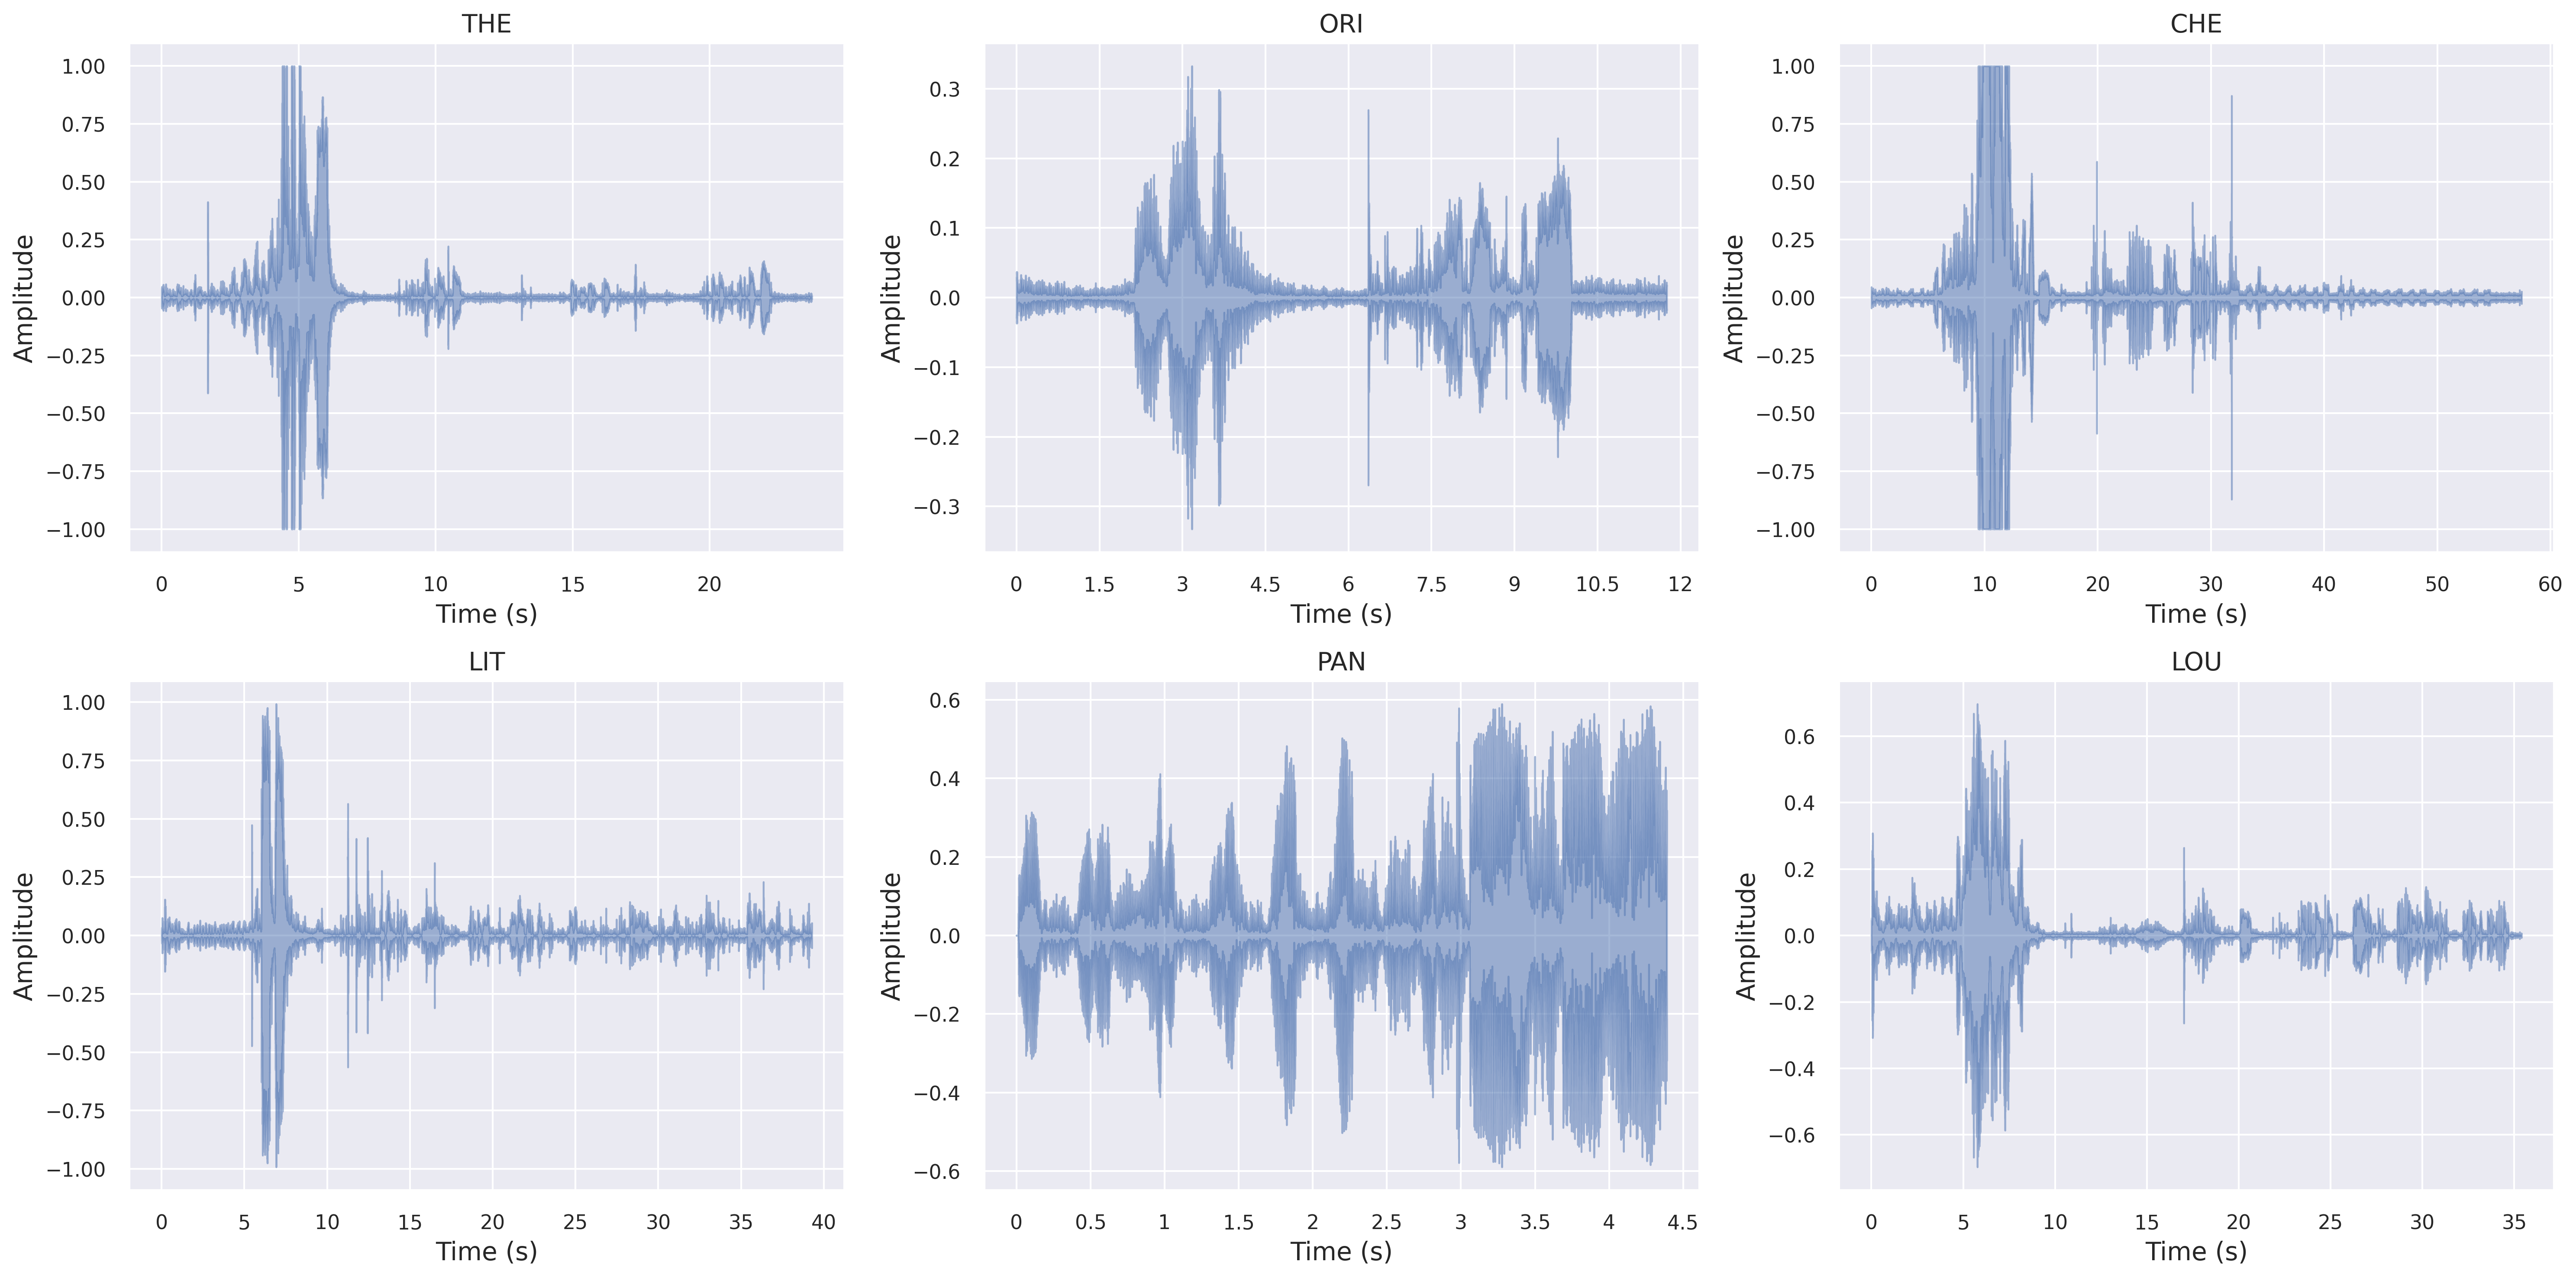 THE
1.00
0.75
0.50
0.25
0.00
−0.25
−0.50
−0.75
−1.00
Amplitude
0 5 10 15 20
Time (s)
ORI
0.3
0.2
0.1
0.0
−0.1
−0.2
−0.3
Amplitude
0 1.5 3 4.5 6 7.5 9 10.5 12
Time (s)
CHE
1.00
0.75
0.50
0.25
0.00
−0.25
−0.50
−0.75
−1.00
Amplitude
0 10 20 30 40 50 60
Time (s)
LIT
1.00
0.75
0.50
0.25
0.00
−0.25
−0.50
−0.75
−1.00
Amplitude
0 5 10 15 20 25 30 35 40
Time (s)
PAN
0.6
0.4
0.2
0.0
−0.2
−0.4
−0.6
Amplitude
0 0.5 1 1.5 2 2.5 3 3.5 4 4.5
Time (s)
LOU
0.6
0.4
0.2
0.0
−0.2
−0.4
−0.6
Amplitude
0 5 10 15 20 25 30 35
Time (s)